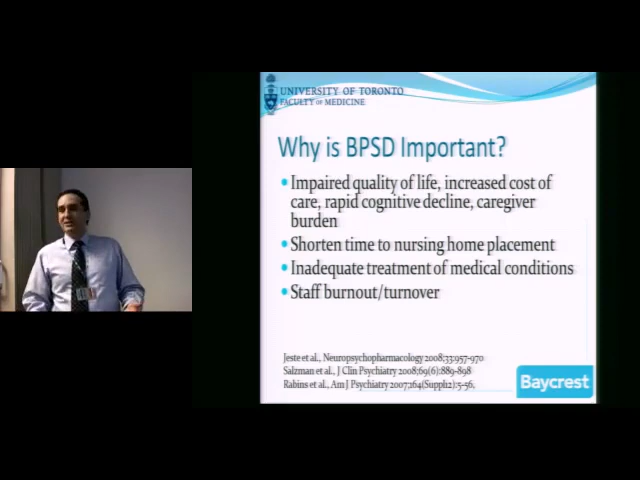 UNIVERSITY OF TORONTO
FACULTY OF MEDICINE
Why is BPSD Important?
• Impaired quality of life, increased cost of
care, rapid cognitive decline, caregiver
burden
• Shorten time to nursing home placement
• Inadequate treatment of medical conditions
• Staff burnout/turnover
Jeste et al., Neuropsychopharmacology 2008;33:957-970
Salzman et al., J Clin Psychiatry 2008;69(6):889-898
Rabins et al., Am J Psychiatry 2007;164(Suppl12):5-56.
Baycrest